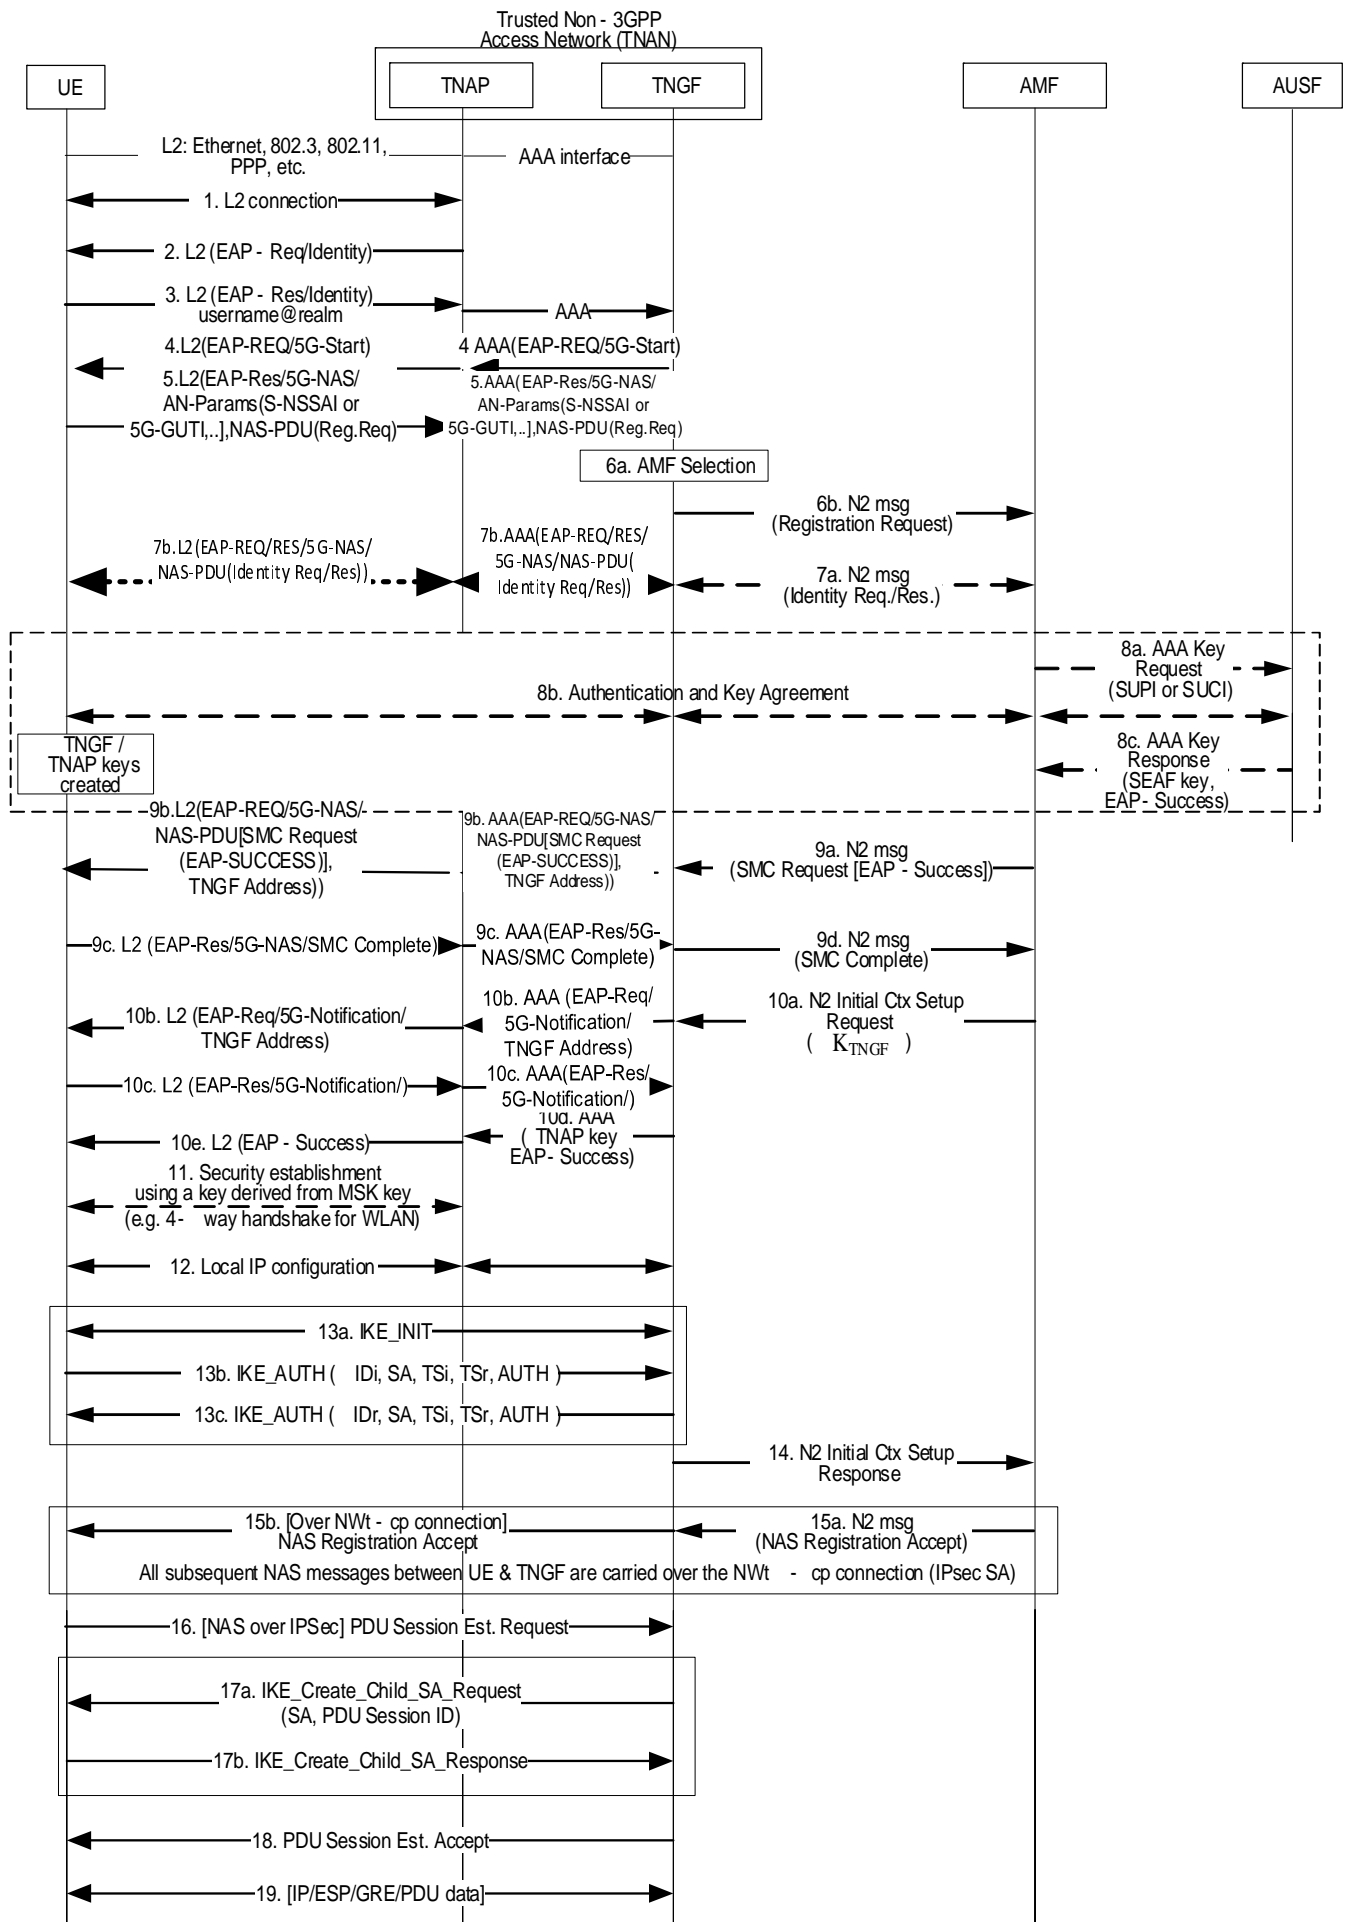 Trusted Non - 3GPP
Access Network (TNAN)
UE
TNAP
TNGF
AMF
AUSF
L2: Ethernet, 802.3, 802.11,
PPP, etc.
AAA interface
1. L2 connection
2. L2 (EAP - Req/Identity)
3. L2 (EAP - Res/Identity)
username@realm
AAA
4.L2(EAP-REQ/5G-Start)
4 AAA(EAP-REQ/5G-Start)
5.L2(EAP-Res/5G-NAS/
AN-Params(S-NSSAI or
5G-GUTI,..],NAS-PDU(Reg.Req)
5.AAA(EAP-Res/5G-NAS/
AN-Params(S-NSSAI or
5G-GUTI,..],NAS-PDU(Reg.Req)
6a. AMF Selection
6b. N2 msg
(Registration Request)
7b.L2(EAP-REQ/RES/5G-NAS/
NAS-PDU(Identity Req/Res))
7b.AAA(EAP-REQ/RES/
5G-NAS/NAS-PDU(
Identity Req/Res))
7a. N2 msg
(Identity Req./Res.)
8a. AAA Key
Request
(SUPI or SUCI)
8b. Authentication and Key Agreement
TNGF /
TNAP keys
created
8c. AAA Key
Response
(SEAF key,
EAP- Success)
9b.L2(EAP-REQ/5G-NAS/
NAS-PDU[SMC Request
(EAP-SUCCESS)],
TNGF Address))
9b. AAA(EAP-REQ/5G-NAS/
NAS-PDU[SMC Request
(EAP-SUCCESS)],
TNGF Address))
9a. N2 msg
(SMC Request [EAP - Success])
9c. L2 (EAP-Res/5G-NAS/SMC Complete)
9c. AAA(EAP-Res/5G-
NAS/SMC Complete)
9d. N2 msg
(SMC Complete)
10b. L2 (EAP-Req/5G-Notification/
TNGF Address)
10b. AAA (EAP-Req/
5G-Notification/
TNGF Address)
10a. N2 Initial Ctx Setup
Request
( KTNGF )
10c. L2 (EAP-Res/5G-Notification/)
10c. AAA(EAP-Res/
5G-Notification/)
10d. AAA
( TNAP key
EAP- Success)
10e. L2 (EAP - Success)
11. Security establishment
using a key derived from MSK key
(e.g. 4- way handshake for WLAN)
12. Local IP configuration
13a. IKE_INIT
13b. IKE_AUTH ( IDi, SA, TSi, TSr, AUTH )
13c. IKE_AUTH ( IDr, SA, TSi, TSr, AUTH )
14. N2 Initial Ctx Setup
Response
15b. [Over NWt - cp connection]
NAS Registration Accept
15a. N2 msg
(NAS Registration Accept)
All subsequent NAS messages between UE & TNGF are carried over the NWt - cp connection (IPsec SA)
16. [NAS over IPSec] PDU Session Est. Request
17a. IKE_Create_Child_SA_Request
(SA, PDU Session ID)
17b. IKE_Create_Child_SA_Response
18. PDU Session Est. Accept
19. [IP/ESP/GRE/PDU data]